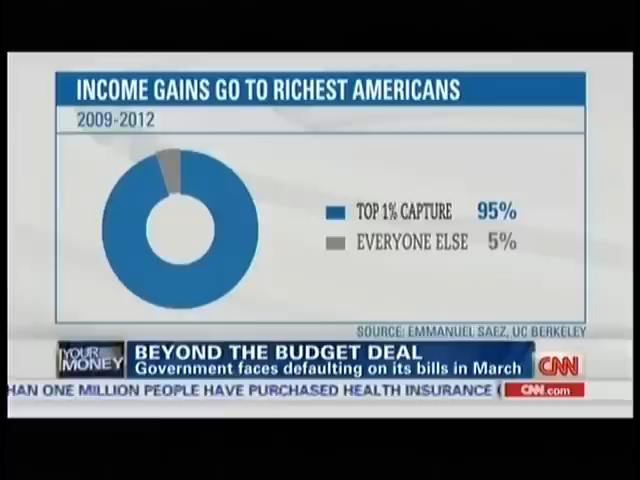 INCOME GAINS GO TO RICHEST AMERICANS
2009-2012
TOP 1% CAPTURE 95%
EVERYONE ELSE 5%
SOURCE: EMMANUEL SAEZ, UC BERKELEY
YOUR MONEY
BEYOND THE BUDGET DEAL
Government faces defaulting on its bills in March
CNN
HAN ONE MILLION PEOPLE HAVE PURCHASED HEALTH INSURANCE (
CNN.com